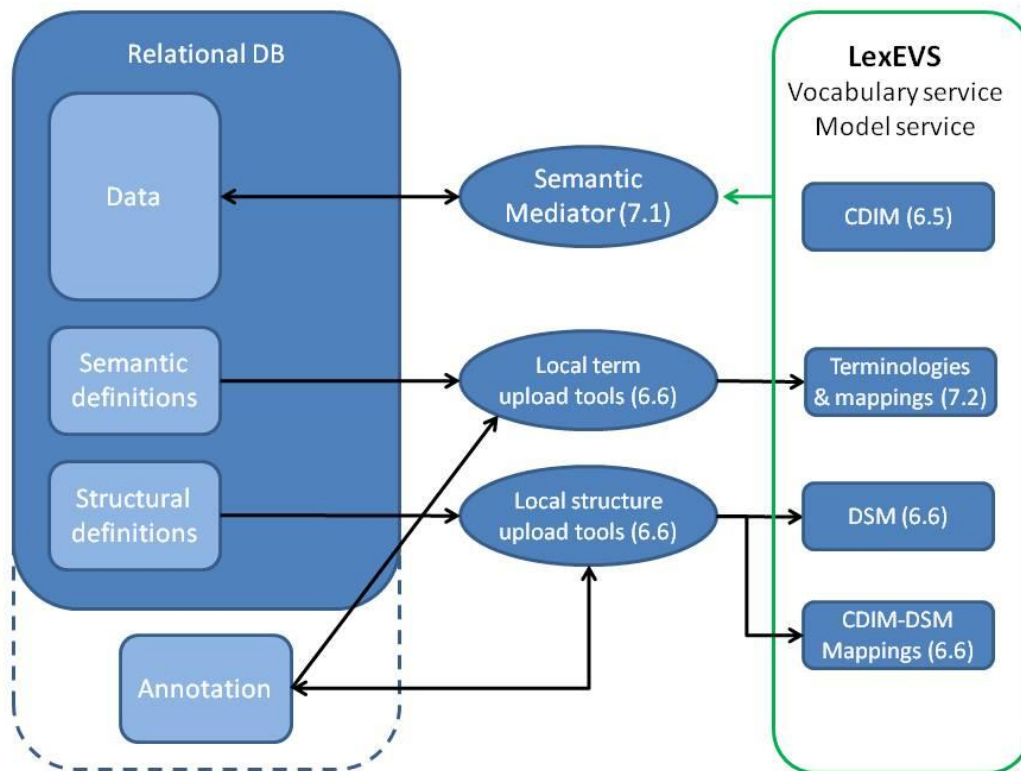 Relational DB
Data
Semantic
definitions
Structural
definitions
Annotation
Semantic
Mediator (7.1)
Local term
upload tools (6.6)
Local structure
upload tools (6.6)
LexEVS
Vocabulary service
Model service
CDIM (6.5)
Terminologies
& mappings (7.2)
DSM (6.6)
CDIM-DSM
Mappings (6.6)